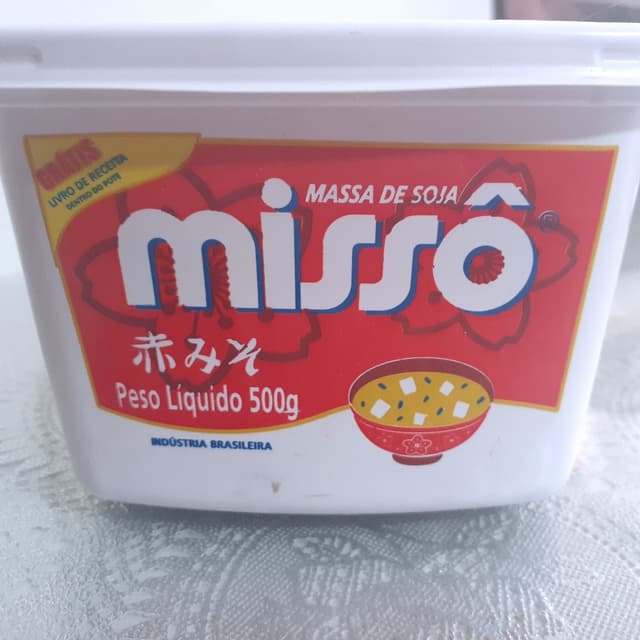 GRÁTIS
LIVRO DE RECEITA
DENTRO DO POTE
MASSA DE SOJA
missô®
赤みそ
Peso Líquido 500g
INDÚSTRIA BRASILEIRA